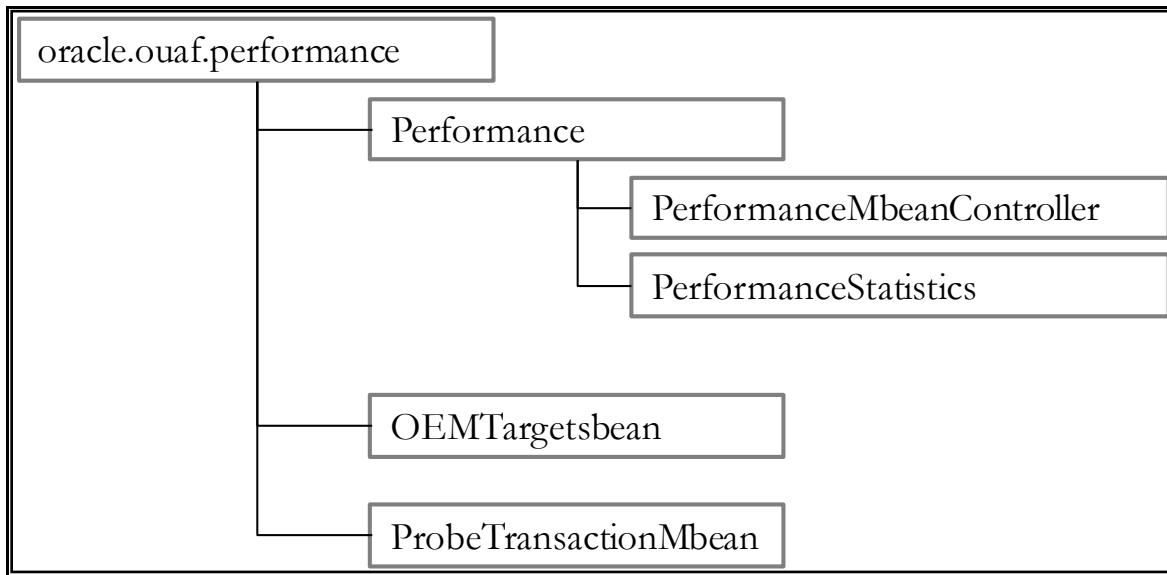 oracle.ouaf.performance
Performance
PerformanceMbeanController
PerformanceStatistics
OEMTargetsbean
ProbeTransactionMbean